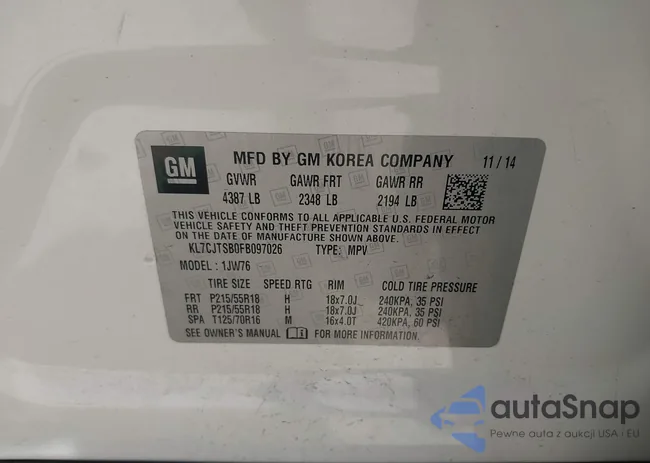 GM
MFD BY GM KOREA COMPANY 11/14
GVWR GAWR FRT GAWR RR
4387 LB 2348 LB 2194 LB
THIS VEHICLE CONFORMS TO ALL APPLICABLE U.S. FEDERAL MOTOR
VEHICLE SAFETY AND THEFT PREVENTION STANDARDS IN EFFECT
ON THE DATE OF MANUFACTURE SHOWN ABOVE.
KL7CJTSB0FB097026 TYPE: MPV
MODEL : 1JW76
TIRE SIZE SPEED RTG RIM COLD TIRE PRESSURE
FRT P215/55R18 H 18x7.0J 240KPA, 35 PSI
RR P215/55R18 H 18x7.0J 240KPA, 35 PSI
SPA T125/70R16 M 16x4.0T 420KPA, 60 PSI
SEE OWNER'S MANUAL FOR MORE INFORMATION
autaSnap
Pewne auta z aukcji USA i EU